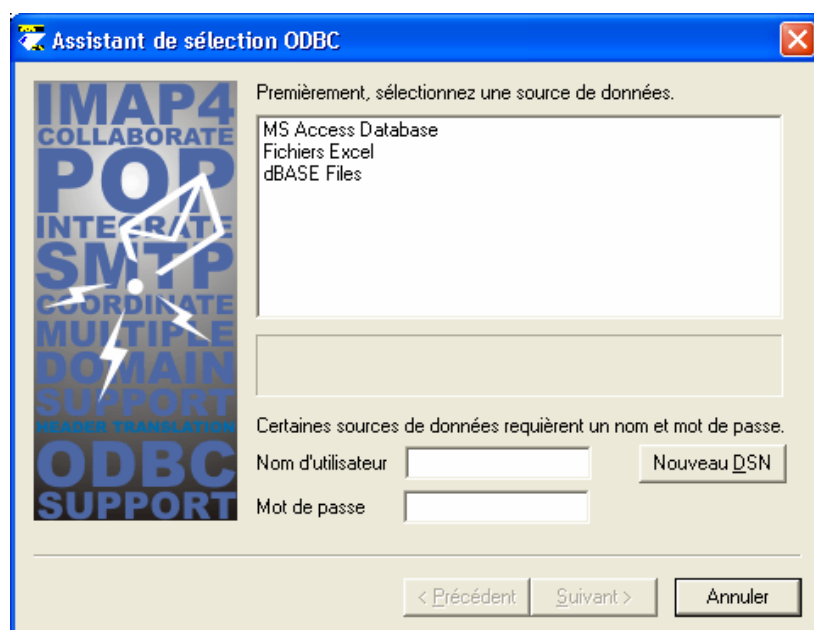 Assistant de sélection ODBC
IMAP4
COLLABORATE
POP
INTEGRATE
SMTP
COORDINATE
MULTIPLE
DOMAIN
SUPPORT
HEADER TRANSLATION
ODBC
SUPPORT
Premièrement, sélectionnez une source de données.
MS Access Database
Fichiers Excel
dBASE Files
Certaines sources de données requièrent un nom et mot de passe.
Nom d'utilisateur
Nouveau DSN
Mot de passe
< Précédent
Suivant >
Annuler